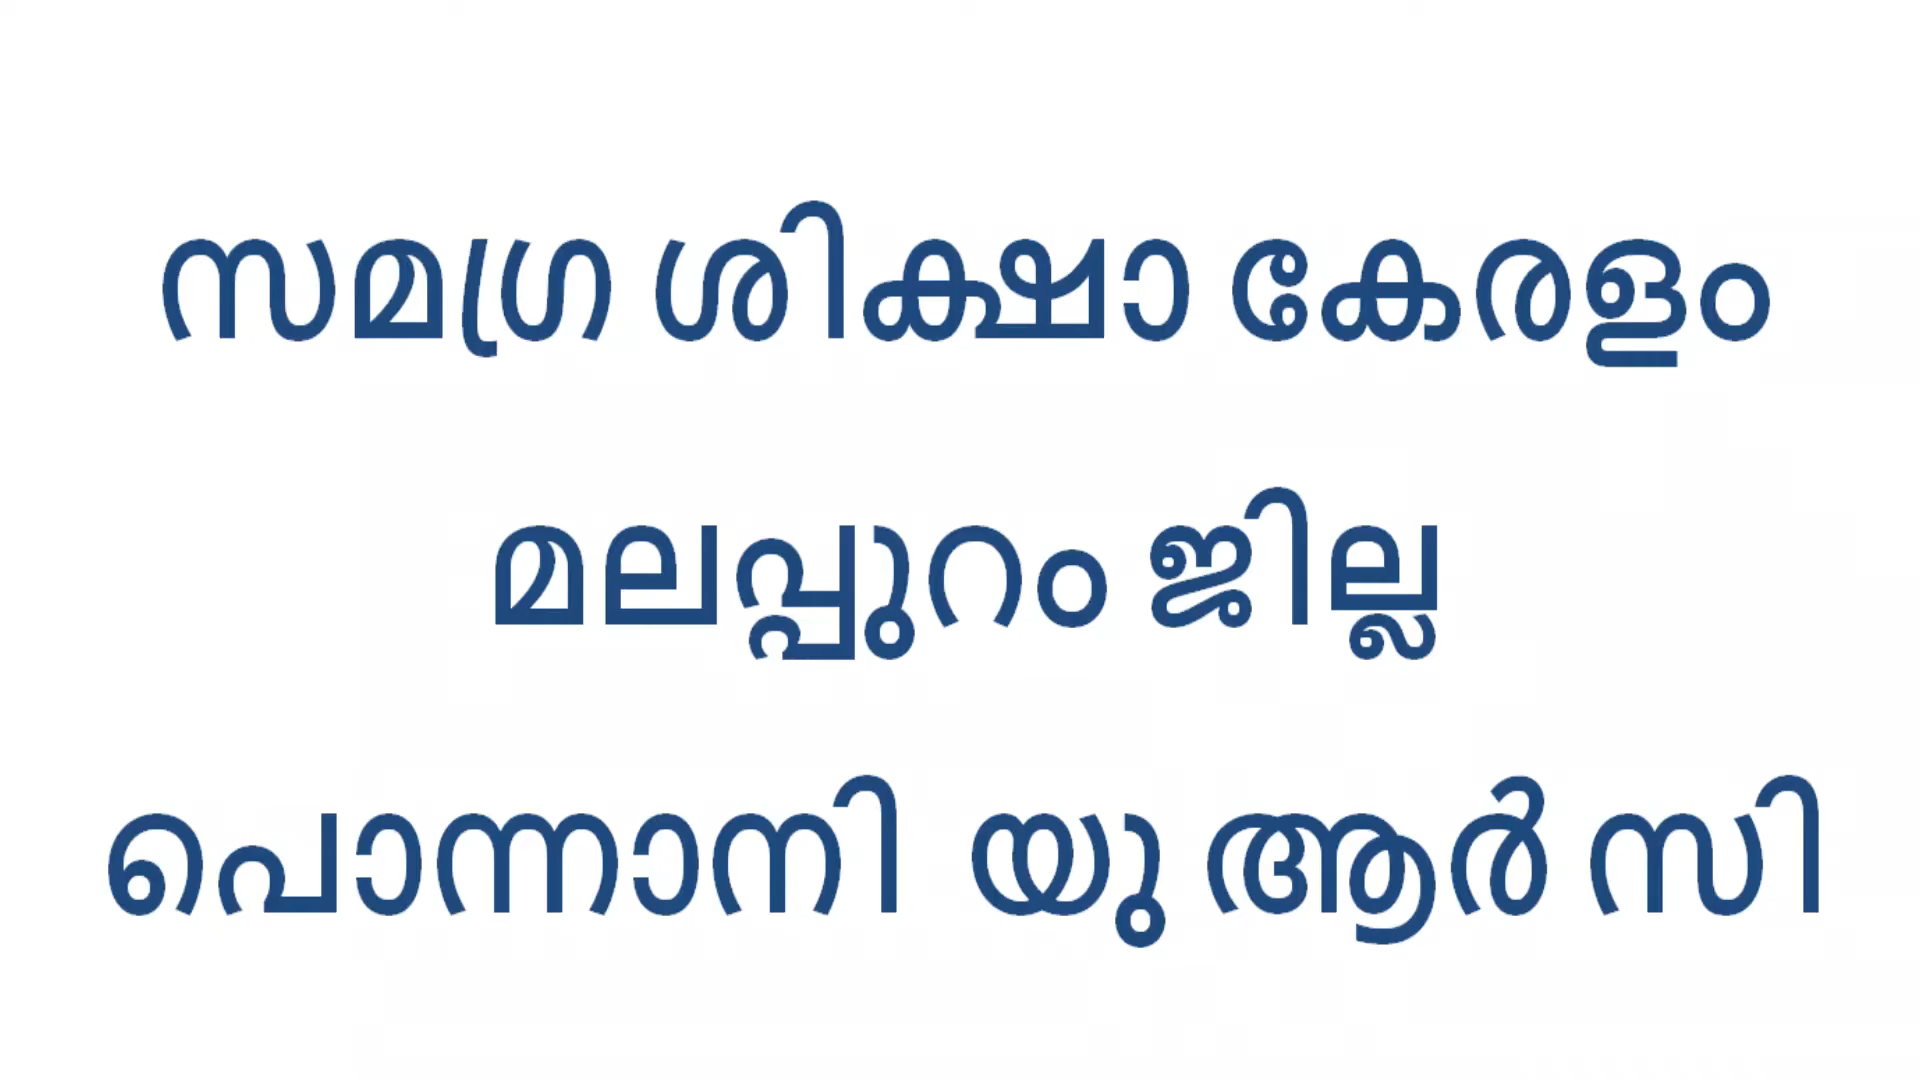 സമഗ്ര ശിക്ഷാ കേരളം
മലപ്പുറം ജില്ല
പൊന്നാനി യു ആർ സി